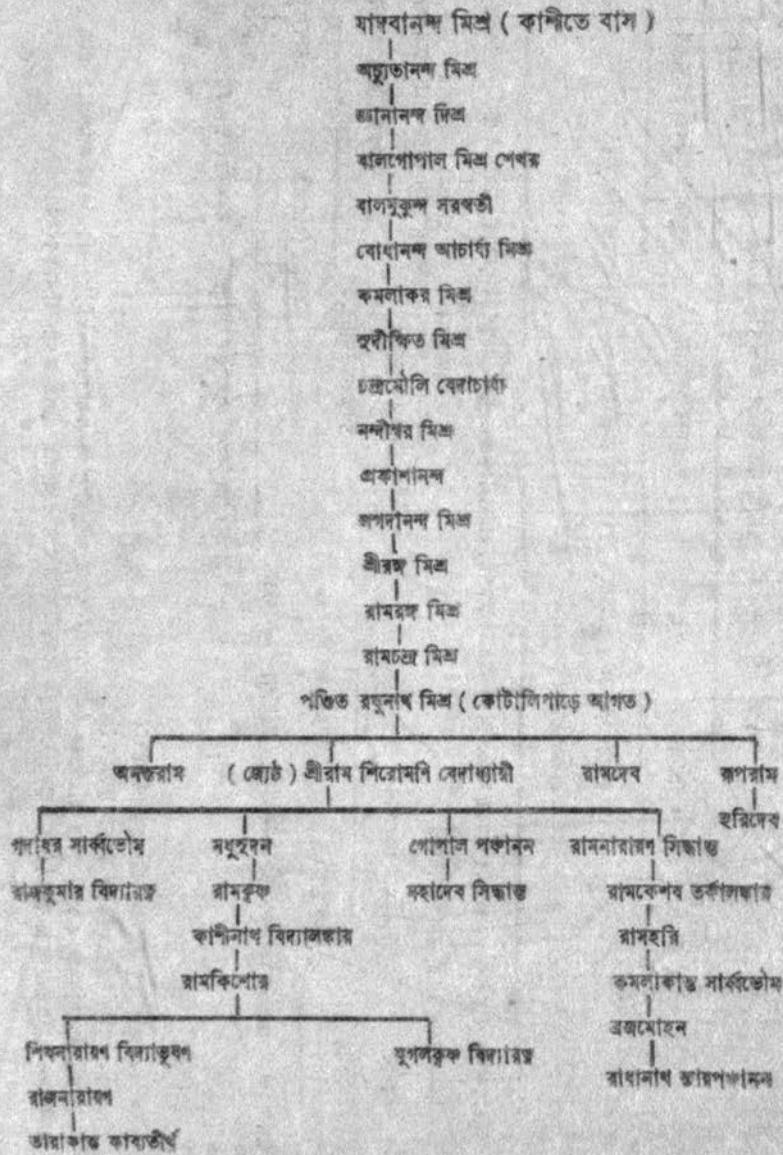 যাদবানন্দ মিশ্র ( কাশীতে বাস )
অচ্যুতানন্দ মিশ্র
জ্ঞানানন্দ মিশ্র
বালগোপাল মিশ্র শেখর
বালমুকুন্দ সরস্বতী
বোধানন্দ আচার্য্য মিশ্র
কমলাকর মিশ্র
সুদীক্ষিত মিশ্র
চন্দ্রমৌলি বেদাচার্য্য
নন্দীশ্বর মিশ্র
প্রকাশানন্দ
জগদানন্দ মিশ্র
শ্রীরঙ্গ মিশ্র
রামরঙ্গ মিশ্র
রামচন্দ্র মিশ্র
পণ্ডিত রঘুনাথ মিশ্র ( কোটালিপাড়ে আগত )
অনন্তরাম ( জ্যেষ্ঠ ) শ্রীরাম শিরোমণি বেদাধ্যায়ী রামদেব রূপরাম
হরিদেব
গদাধর সার্ব্বভৌম মধুসূদন গোপাল পঞ্চানন রামনারায়ণ সিদ্ধান্ত
রাজকুমার বিদ্যারত্ন রামকৃষ্ণ মহাদেব সিদ্ধান্ত রামকেশব তর্কালঙ্কার
কাশীনাথ বিদ্যালঙ্কার রামহরি
রামকিশোর কমলাকান্ত সার্ব্বভৌম
ব্রজমোহন
শিবনারায়ণ বিদ্যাভূষণ যুগলকৃষ্ণ বিদ্যারত্ন
রাধানাথ ন্যায়পঞ্চানন
রাজনারায়ণ
তারাকান্ত কাব্যতীর্থ